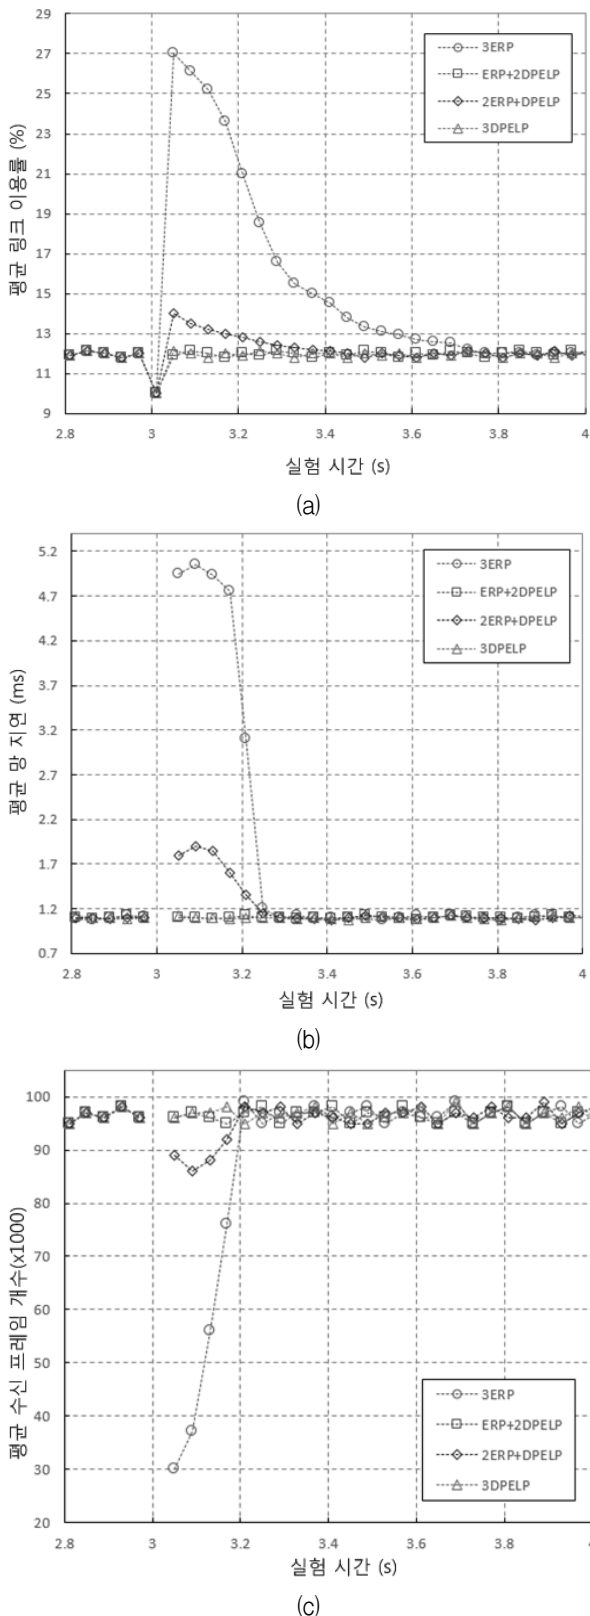 29
27
25
23
21
19
17
15
13
11
9
평균 링크 이용률 (%)
3ERP
ERP+2DPELP
2ERP+DPELP
3DPELP
2.8 3 3.2 3.4 3.6 3.8 4
실험 시간 (s)
(a)
5.2
4.7
4.2
3.7
3.2
2.7
2.2
1.7
1.2
0.7
평균 망 지연 (ms)
3ERP
ERP+2DPELP
2ERP+DPELP
3DPELP
2.8 3 3.2 3.4 3.6 3.8 4
실험 시간 (s)
(b)
100
90
80
70
60
50
40
30
20
평균 수신 프레임 개수(x1000)
3ERP
ERP+2DPELP
2ERP+DPELP
3DPELP
2.8 3 3.2 3.4 3.6 3.8 4
실험 시간 (s)
(c)